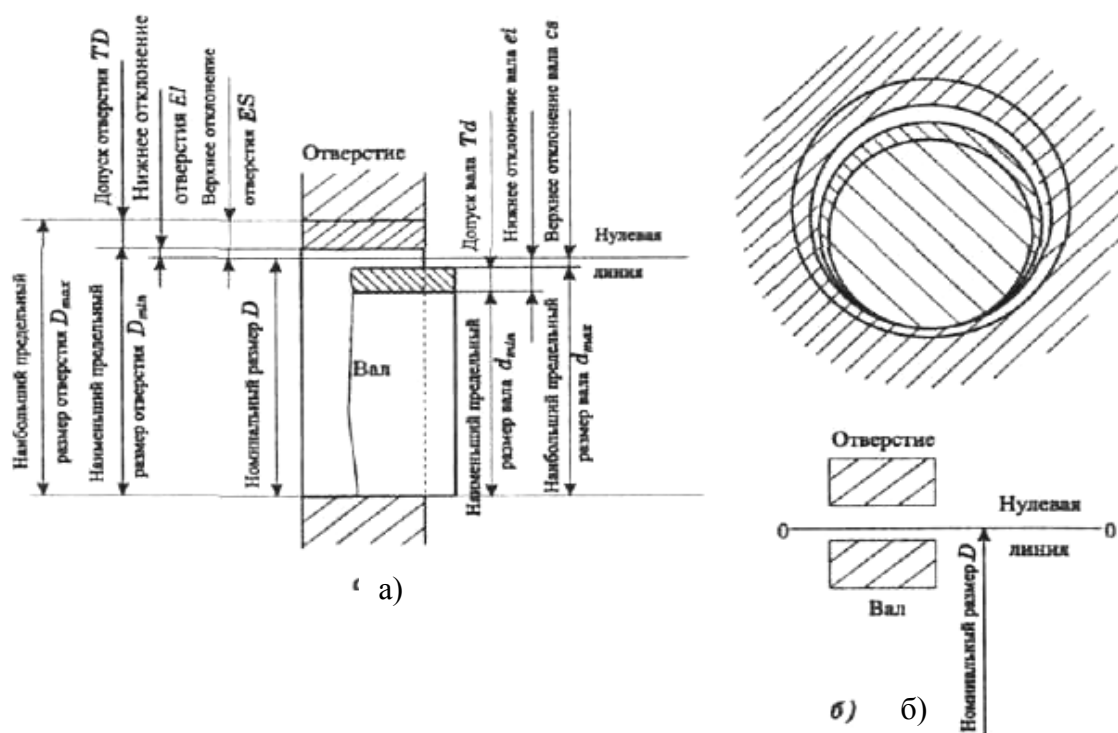 Наибольший предельный
размер отверстия Dmax
Наименьший предельный
размер отверстия Dmin
Допуск отверстия TD
Нижнее отклонение
отверстия EI
Верхнее отклонение
отверстия ES
Номинальный размер D
Отверстие
Вал
Допуск вала Td
Нижнее отклонение вала ei
Верхнее отклонение вала es
Нулевая
линия
Наименьший предельный
размер вала dmin
Наибольший предельный
размер вала dmax
а)
Отверстие
0
Нулевая
0
линия
Вал
Номинальный размер D
б) б)